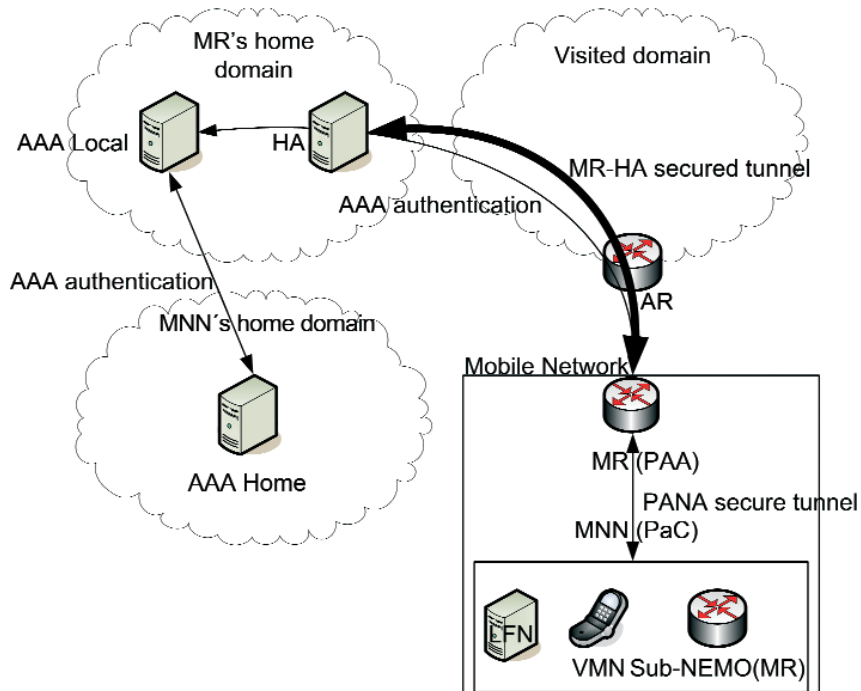 MR's home
domain
Visited domain
AAA Local
HA
MR-HA secured tunnel
AAA authentication
AR
AAA authentication
MNN´s home domain
Mobile Network
AAA Home
MR (PAA)
PANA secure tunnel
MNN (PaC)
LFN
VMN
Sub-NEMO(MR)